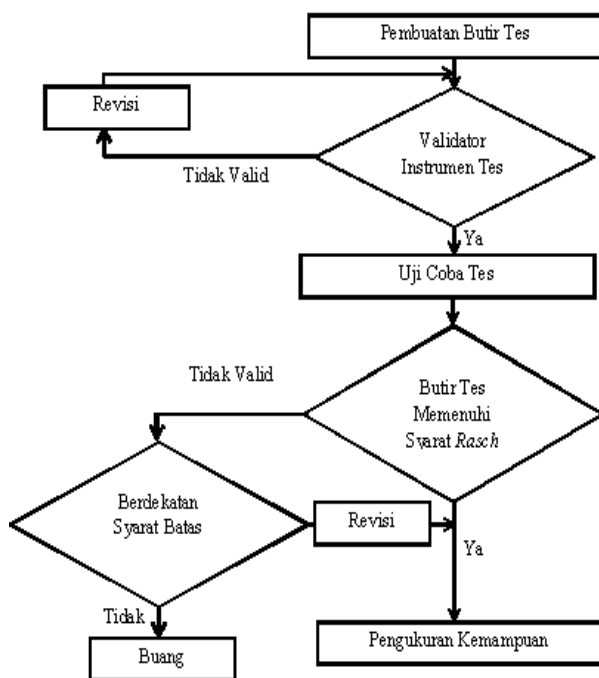 Pembuatan Butir Tes
Revisi
Validator
Instrumen Tes
Tidak Valid
Ya
Uji Coba Tes
Tidak Valid
Butir Tes
Memenuhi
Syarat Rasch
Berdekatan
Syarat Batas
Revisi
Ya
Tidak
Buang
Pengukuran Kemampuan